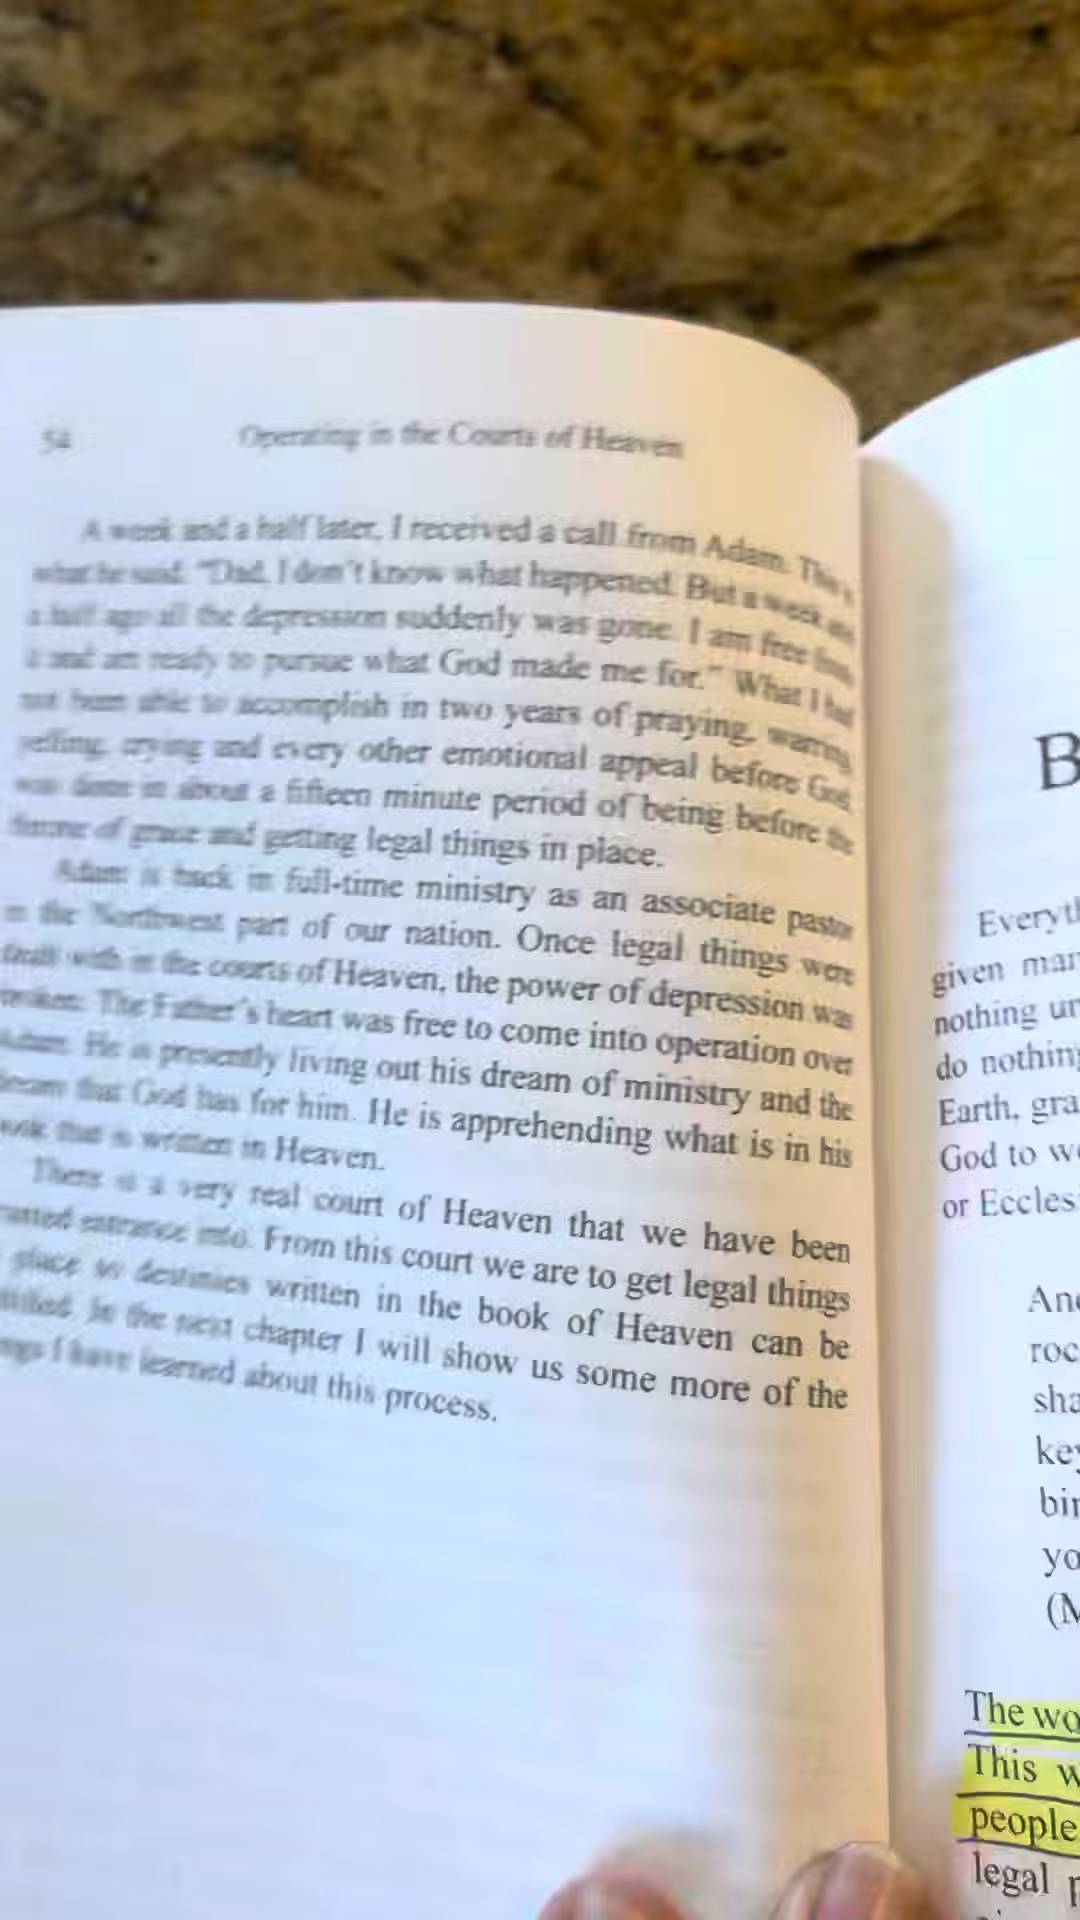 54 Operating in the Courts of Heaven
A week and a half later, I received a call from Adam. This
what he said. "Dad, I don't know what happened. But a week and
a half ago all the depression suddenly was gone. I am free from
it and am ready to pursue what God made me for." What I had
not been able to accomplish in two years of praying, warring,
yelling, crying and every other emotional appeal before God,
was done in about a fifteen minute period of being before the
throne of grace and getting legal things in place.
Adam is back in full-time ministry as an associate pastor
in the Northwest part of our nation. Once legal things were
dealt with in the courts of Heaven, the power of depression was
broken. The Father's heart was free to come into operation over
Adam. He is presently living out his dream of ministry and the
dream that God has for him. He is apprehending what is in his
book that is written in Heaven.
There is a very real court of Heaven that we have been
entrance into. From this court we are to get legal things
place so destinies written in the book of Heaven can be
In the next chapter I will show us some more of the
I have learned about this process.
B
Everyth
given man
nothing un
do nothing
Earth, gra
God to wo
or Eccles
And
roc
sha
key
bin
yo
(M
The wo
This w
people
legal p